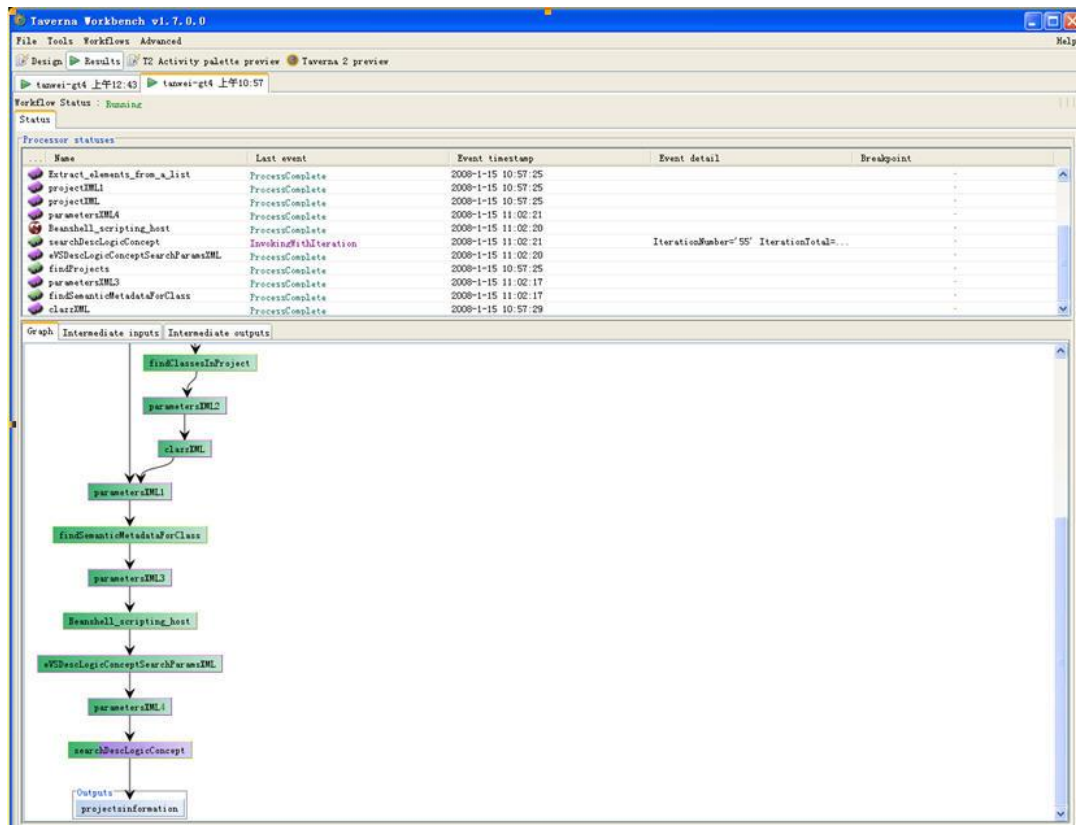 Taverna Workbench v1.7.0.0
File Tools Workflows Advanced Help
Design Results T2 Activity palette preview Taverna 2 preview
tanwei-gt4 上午12:43 tanwei-gt4 上午10:57
Workflow Status : Running
Status
Processor statuses
... Name Last event Event timestamp Event detail Breakpoint
Extract_elements_from_a_list ProcessComplete 2008-1-15 10:57:25 -
projectXML1 ProcessComplete 2008-1-15 10:57:25 -
projectXML ProcessComplete 2008-1-15 10:57:25 -
parametersXML4 ProcessComplete 2008-1-15 11:02:21 -
Beanshell_scripting_host ProcessComplete 2008-1-15 11:02:20 -
searchDescLogicConcept InvokingWithIteration 2008-1-15 11:02:21 IterationNumber='55' IterationTotal=... -
eVSDescLogicConceptSearchParamsXML ProcessComplete 2008-1-15 11:02:20 -
findProjects ProcessComplete 2008-1-15 10:57:25 -
parametersXML3 ProcessComplete 2008-1-15 11:02:17 -
findSemanticMetadataForClass ProcessComplete 2008-1-15 11:02:17 -
clazzXML ProcessComplete 2008-1-15 10:57:29 -
Graph Intermediate inputs Intermediate outputs
findClassesInProject
parametersXML2
clazzXML
parametersXML1
findSemanticMetadataForClass
parametersXML3
Beanshell_scripting_host
eVSDescLogicConceptSearchParamsXML
parametersXML4
searchDescLogicConcept
Outputs
projectsinformation